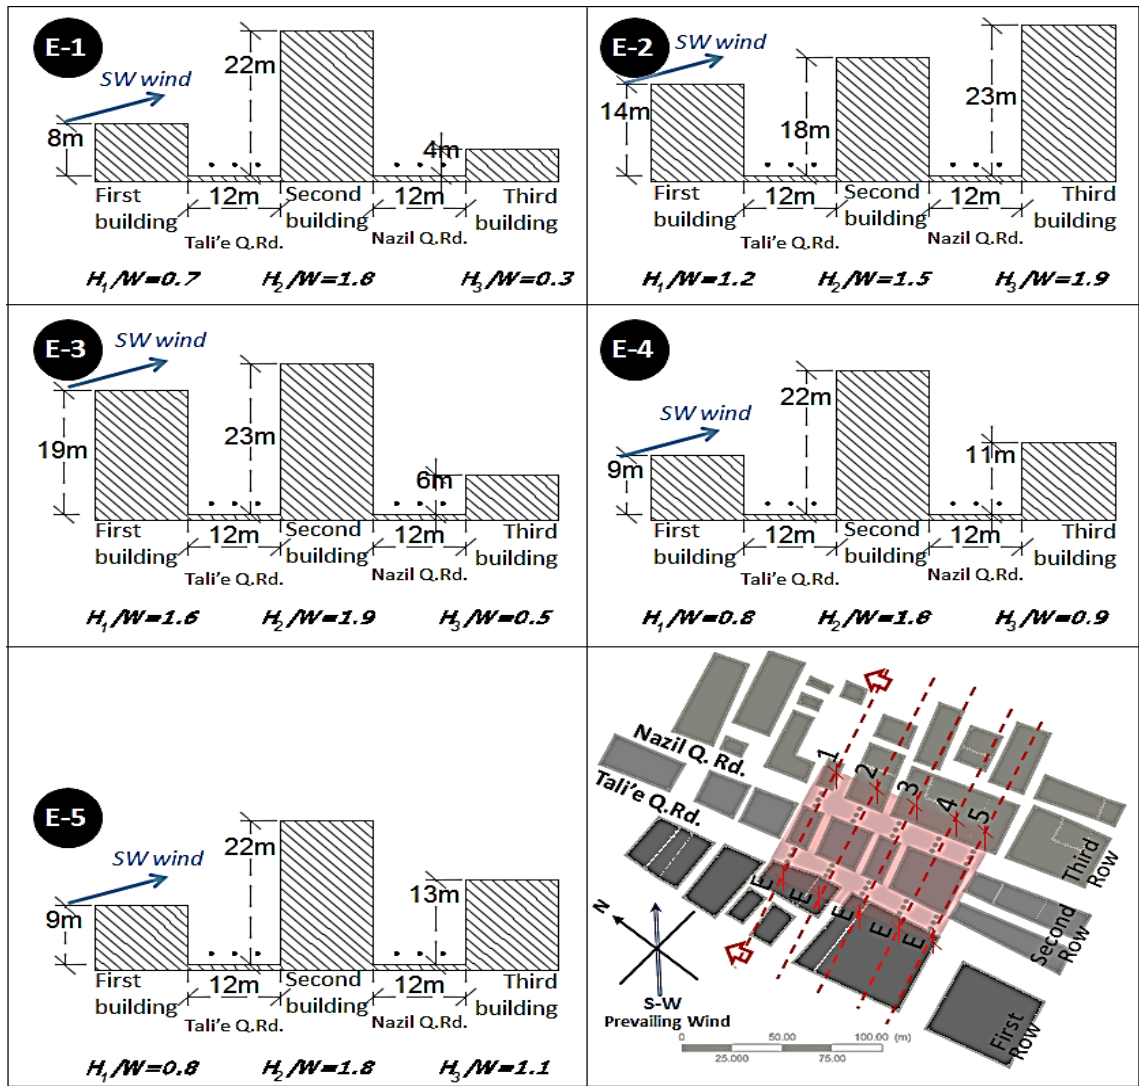 E-1
SW wind
22m
8m
4m
First building
12m
Second building
12m
Third building
Tali'e Q.Rd.
Nazil Q.Rd.
H1/W=0.7
H2/W=1.8
H3/W=0.3
E-2
SW wind
14m
18m
23m
First building
12m
Second building
12m
Third building
Tali'e Q.Rd.
Nazil Q.Rd.
H1/W=1.2
H2/W=1.5
H3/W=1.9
E-3
SW wind
19m
23m
6m
First building
12m
Second building
12m
Third building
Tali'e Q.Rd.
Nazil Q.Rd.
H1/W=1.6
H2/W=1.9
H3/W=0.5
E-4
SW wind
22m
9m
11m
First building
12m
Second building
12m
Third building
Tali'e Q.Rd.
Nazil Q.Rd.
H1/W=0.8
H2/W=1.8
H3/W=0.9
E-5
SW wind
22m
9m
13m
First building
12m
Second building
12m
Third building
Tali'e Q.Rd.
Nazil Q.Rd.
H1/W=0.8
H2/W=1.8
H3/W=1.1
Nazil Q. Rd.
Tali'e Q.Rd.
1
2
3
4
5
E
E
E
E
E
Third Row
Second Row
First Row
N
S-W
Prevailing Wind
0 50.00 100.00 (m)
25.000 75.00